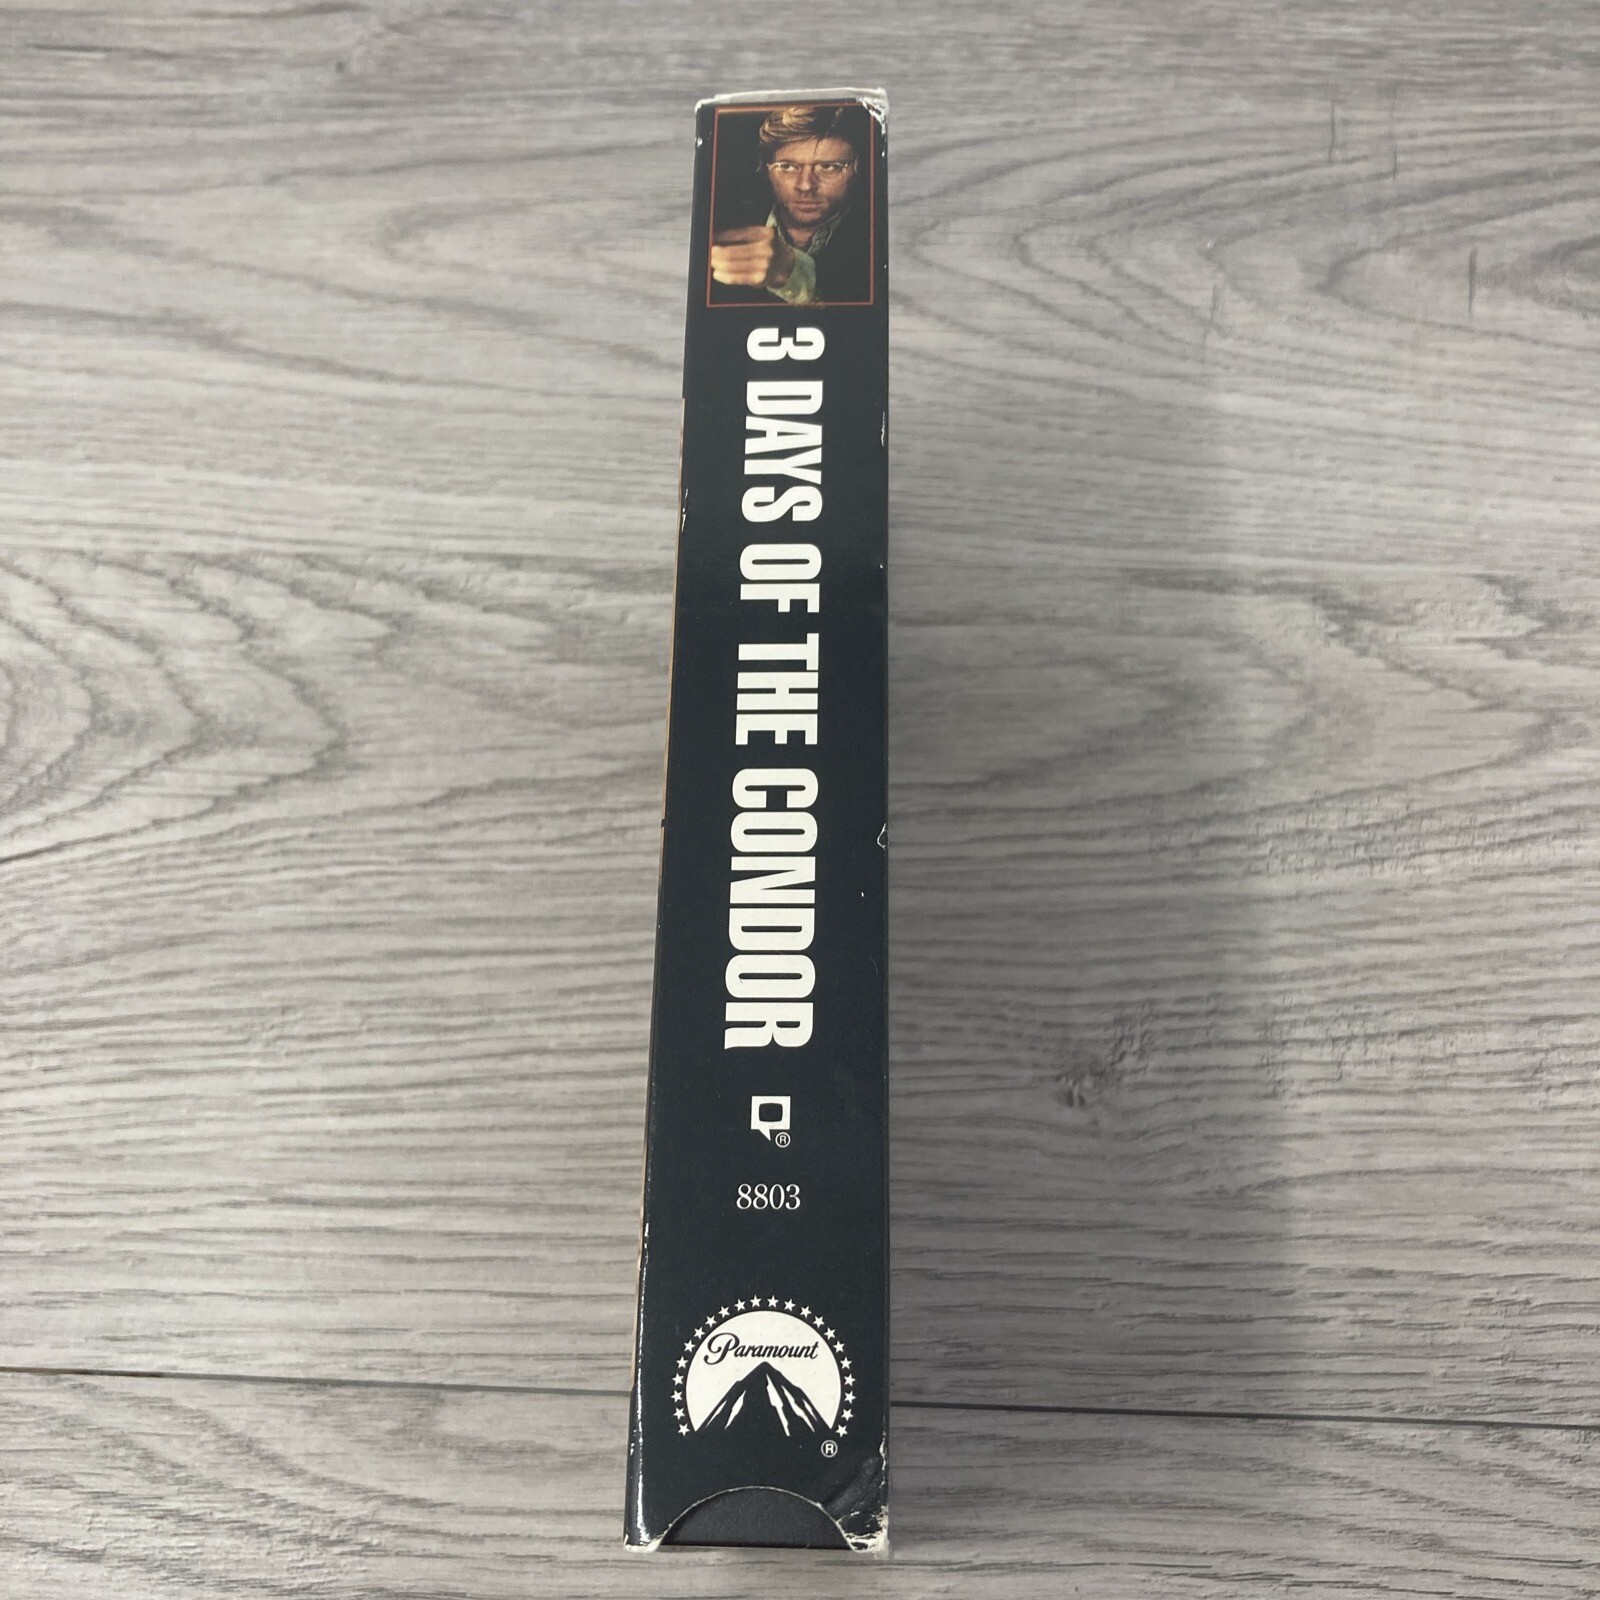 3 DAYS OF THE CONDOR
®
8803
Paramount
®